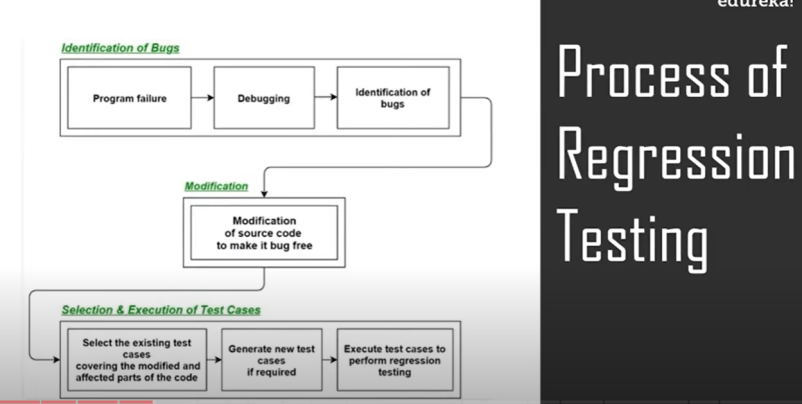 edureka!
Identification of Bugs
Program failure
Debugging
Identification of
bugs
Modification
Modification
of source code
to make it bug free
Selection & Execution of Test Cases
Select the existing test
cases
covering the modified and
affected parts of the code
Generate new test
cases
if required
Execute test cases to
perform regression
testing
Process of
Regression
Testing